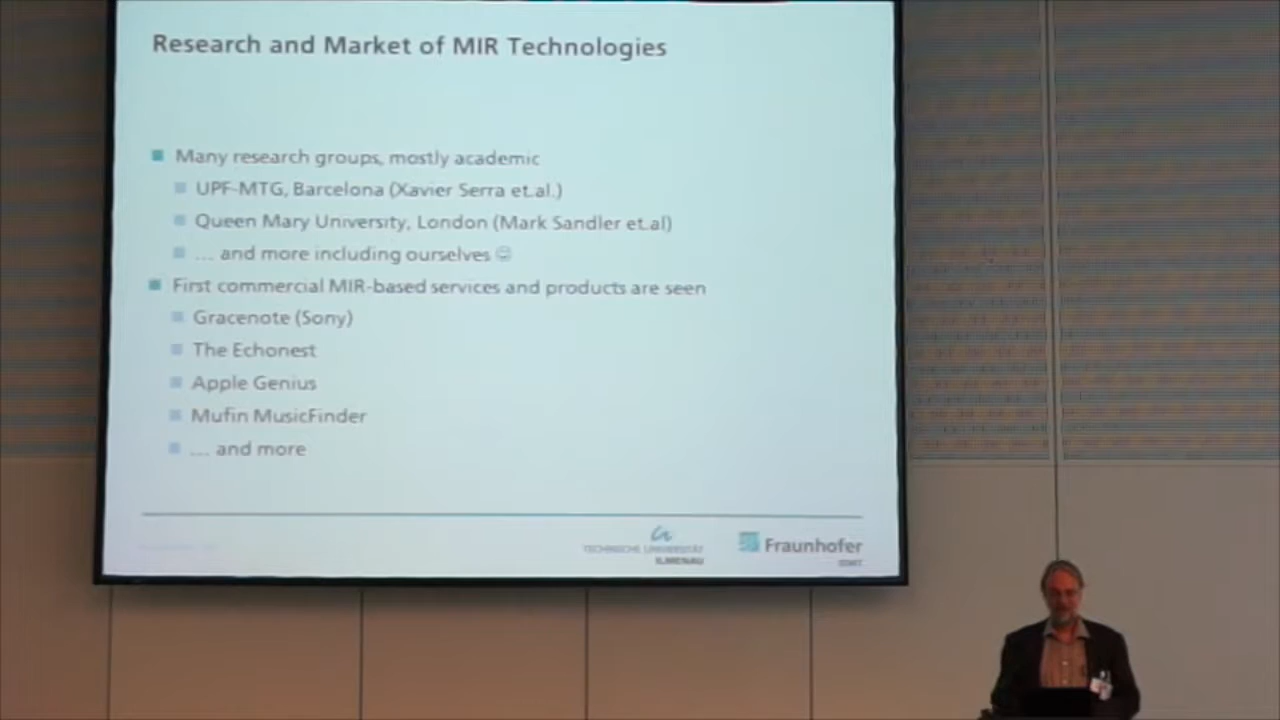 Research and Market of MIR Technologies
Many research groups, mostly academic
UPF-MTG, Barcelona (Xavier Serra et.al.)
Queen Mary University, London (Mark Sandler et.al)
... and more including ourselves ☺
First commercial MIR-based services and products are seen
Gracenote (Sony)
The Echonest
Apple Genius
Mufin MusicFinder
... and more
TECHNISCHE UNIVERSITÄT
ILMENAU
Fraunhofer
IDMT